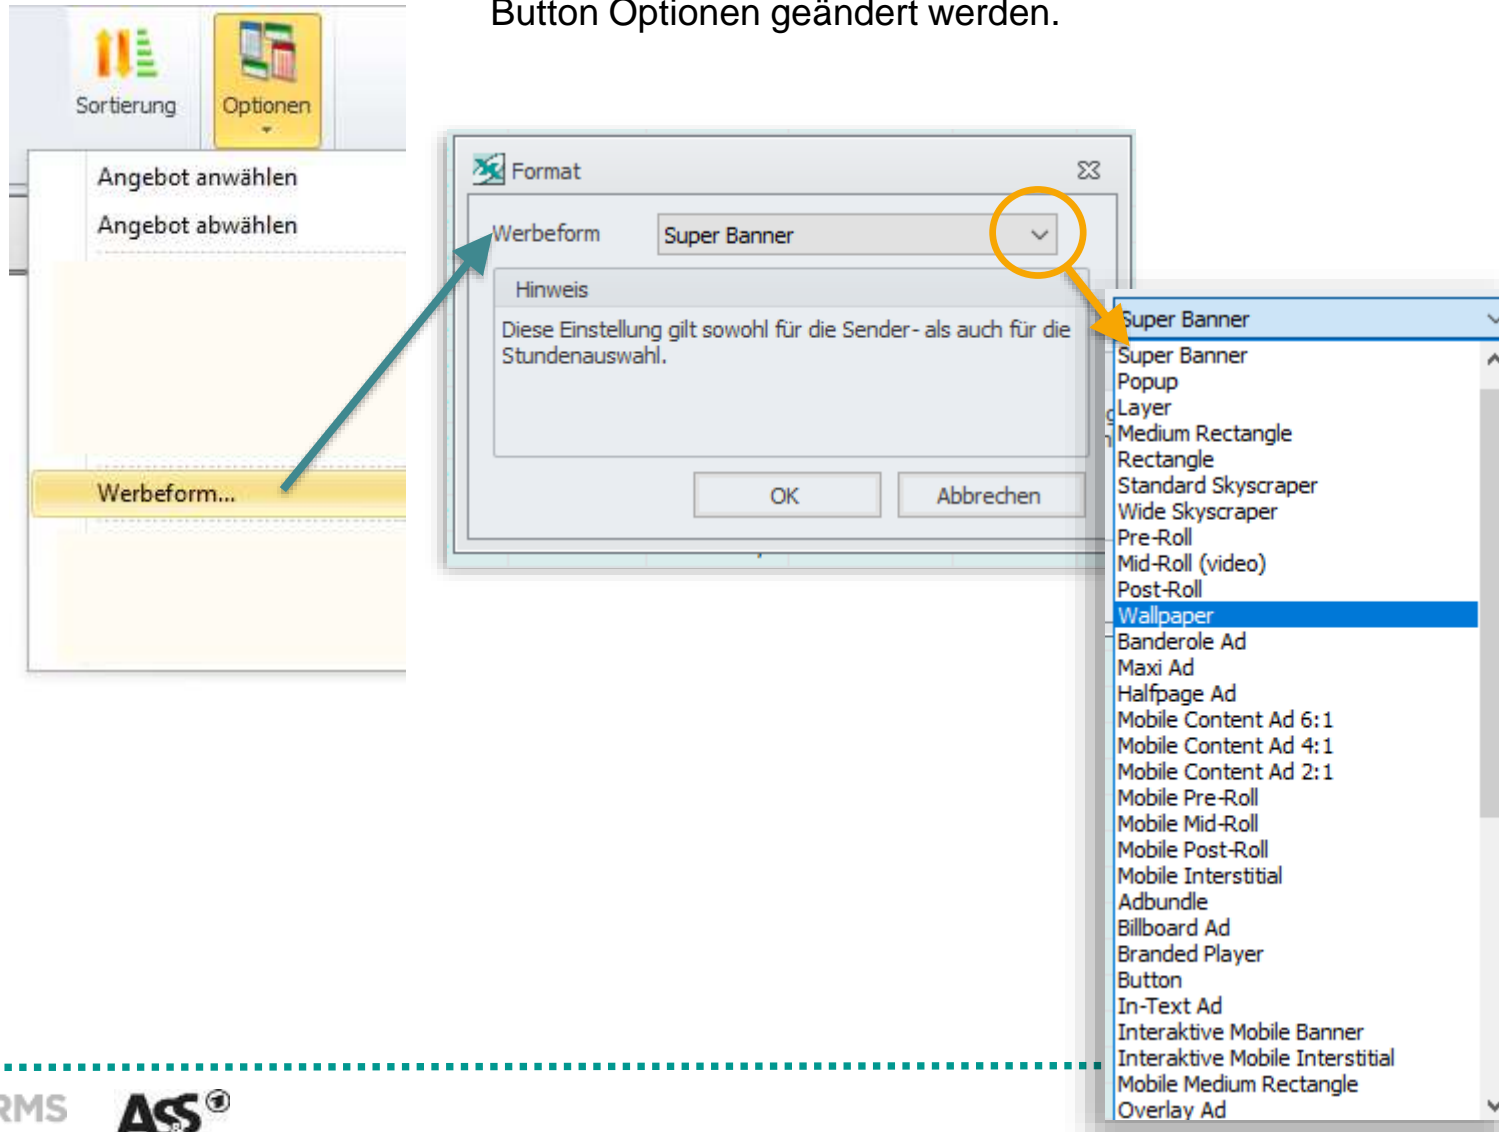 Button Optionen geändert werden.
Sortierung
Optionen
Angebot anwählen
Angebot abwählen
Werbeform...
Format
Werbeform
Super Banner
Hinweis
Diese Einstellung gilt sowohl für die Sender- als auch für die
Stundenauswahl.
OK
Abbrechen
Super Banner
Super Banner
Popup
Layer
Medium Rectangle
Rectangle
Standard Skyscraper
Wide Skyscraper
Pre-Roll
Mid-Roll (video)
Post-Roll
Wallpaper
Banderole Ad
Maxi Ad
Halfpage Ad
Mobile Content Ad 6:1
Mobile Content Ad 4:1
Mobile Content Ad 2:1
Mobile Pre-Roll
Mobile Mid-Roll
Mobile Post-Roll
Mobile Interstitial
Adbundle
Billboard Ad
Branded Player
Button
In-Text Ad
Interaktive Mobile Banner
Interaktive Mobile Interstitial
Mobile Medium Rectangle
Overlay Ad
RMS
AS&S